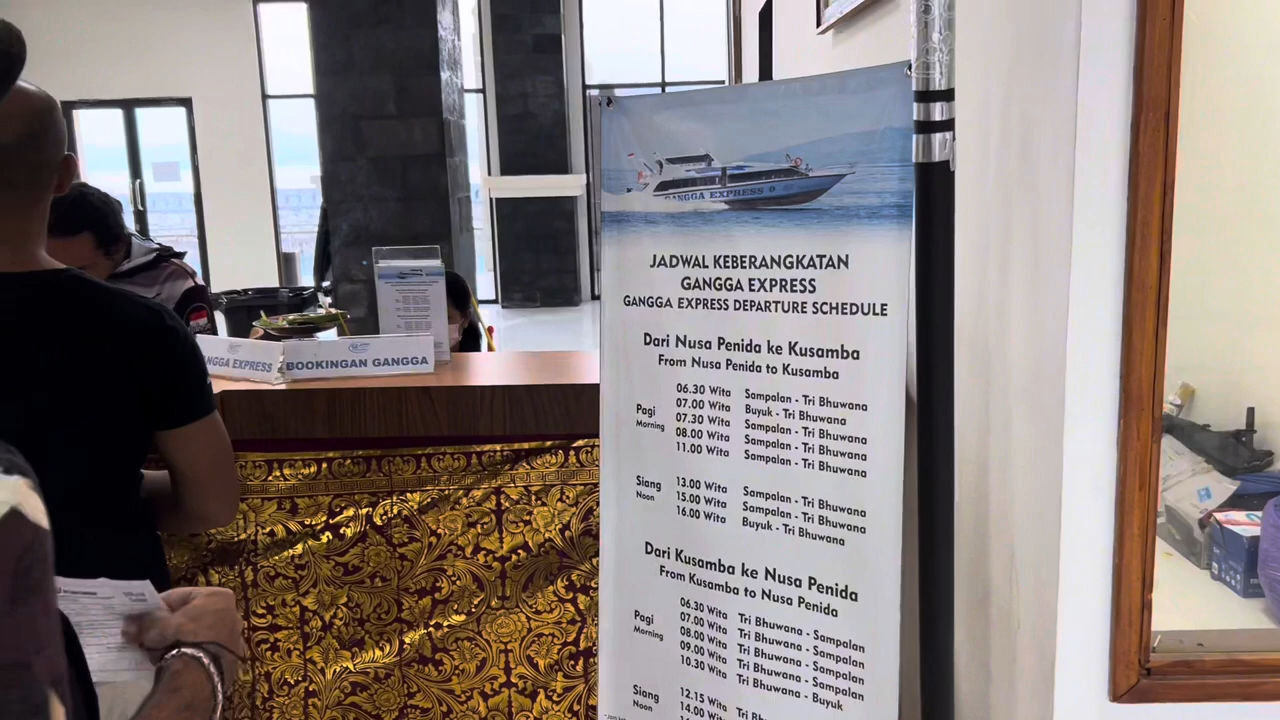 GANGGA EXPRESS
JADWAL KEBERANGKATAN
GANGGA EXPRESS
GANGGA EXPRESS DEPARTURE SCHEDULE
Dari Nusa Penida ke Kusamba
From Nusa Penida to Kusamba
Pagi
Morning
06.30 Wita Sampalan - Tri Bhuwana
07.00 Wita Buyuk - Tri Bhuwana
07.30 Wita Sampalan - Tri Bhuwana
08.00 Wita Sampalan - Tri Bhuwana
11.00 Wita Sampalan - Tri Bhuwana
Siang
Noon
13.00 Wita Sampalan - Tri Bhuwana
15.00 Wita Sampalan - Tri Bhuwana
16.00 Wita Buyuk - Tri Bhuwana
Dari Kusamba ke Nusa Penida
From Kusamba to Nusa Penida
Pagi
Morning
06.30 Wita Tri Bhuwana - Sampalan
07.00 Wita Tri Bhuwana - Sampalan
08.00 Wita Tri Bhuwana - Sampalan
09.00 Wita Tri Bhuwana - Sampalan
10.30 Wita Tri Bhuwana - Buyuk
Siang
Noon
12.15 Wita Tri
14.00 Wita
NGGA EXPRESS
BOOKINGAN GANGGA